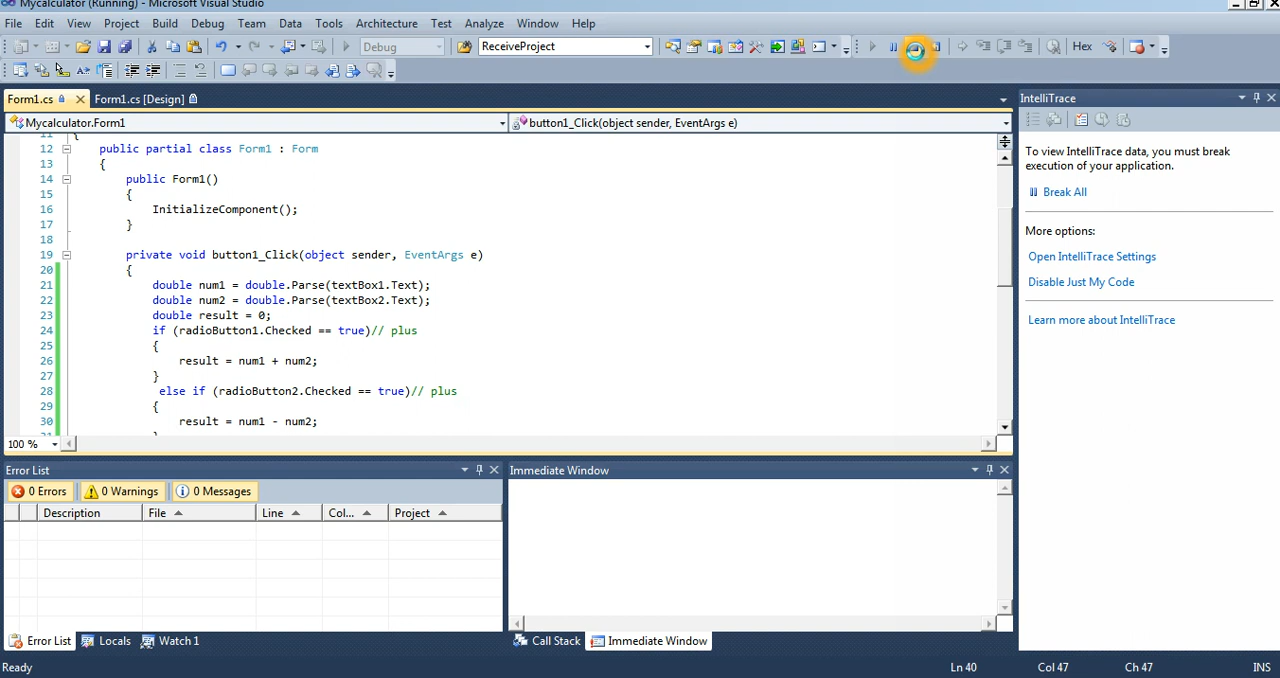 Mycalculator (Running) - Microsoft Visual Studio
File Edit View Project Build Debug Team Data Tools Architecture Test Analyze Window Help
Debug ReceiveProject Hex
Form1.cs Form1.cs [Design]
Mycalculator.Form1 button1_Click(object sender, EventArgs e)
11 {
12 public partial class Form1 : Form
13 {
14 public Form1()
15 {
16 InitializeComponent();
17 }
18
19 private void button1_Click(object sender, EventArgs e)
20 {
21 double num1 = double.Parse(textBox1.Text);
22 double num2 = double.Parse(textBox2.Text);
23 double result = 0;
24 if (radioButton1.Checked == true)// plus
25 {
26 result = num1 + num2;
27 }
28 else if (radioButton2.Checked == true)// plus
29 {
30 result = num1 - num2;
100 %
IntelliTrace
To view IntelliTrace data, you must break
execution of your application.
Break All
More options:
Open IntelliTrace Settings
Disable Just My Code
Learn more about IntelliTrace
Error List
0 Errors 0 Warnings 0 Messages
Description File Line Col... Project
Error List Locals Watch 1
Immediate Window
Call Stack Immediate Window
Ready Ln 40 Col 47 Ch 47 INS